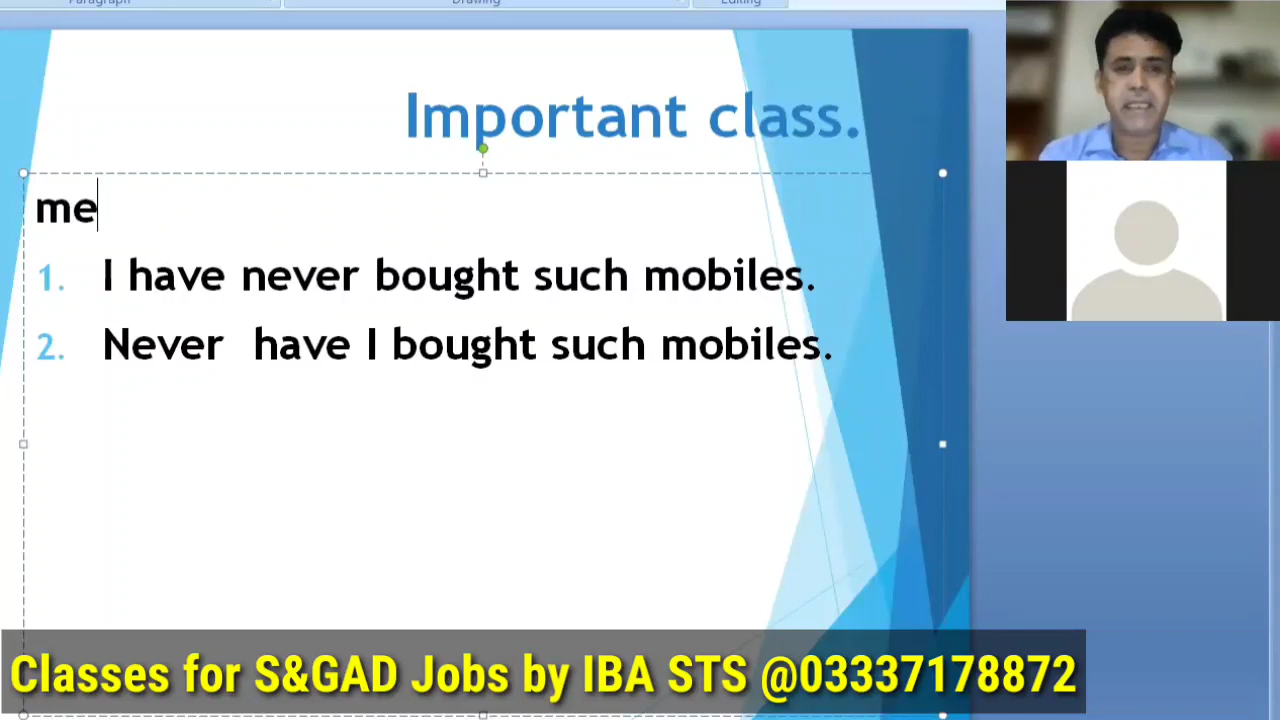 Paragraph Drawing Editing
Important class.
me
1. I have never bought such mobiles.
2. Never have I bought such mobiles.
Classes for S&GAD Jobs by IBA STS @03337178872